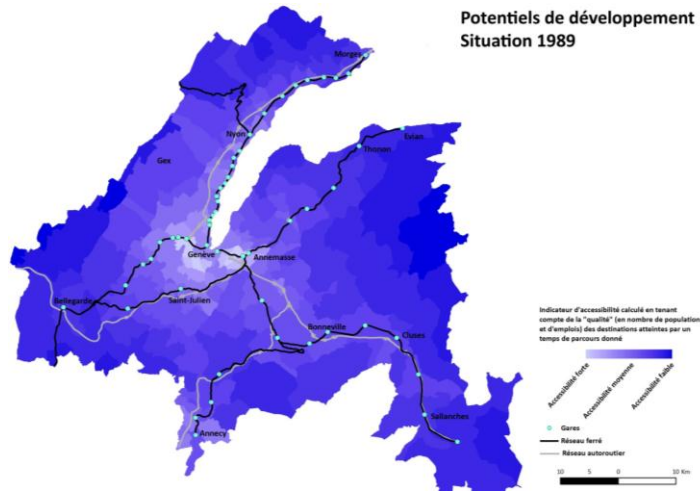 Potentiels de développement
Situation 1989
Morges
Nyon
Evian
Thonon
Gex
Genève
Annemasse
Bellegarde
Saint-Julien
Bonneville
Cluses
Sallanches
Annecy
Indicateur d'accessibilité calculé en tenant
compte de la "qualité" (en nombre de population
et d'emplois) des destinations atteintes par un
temps de parcours donné
Accessibilité forte
Accessibilité moyenne
Accessibilité faible
Gares
Réseau ferré
Réseau autoroutier
10 5 0 10 Km